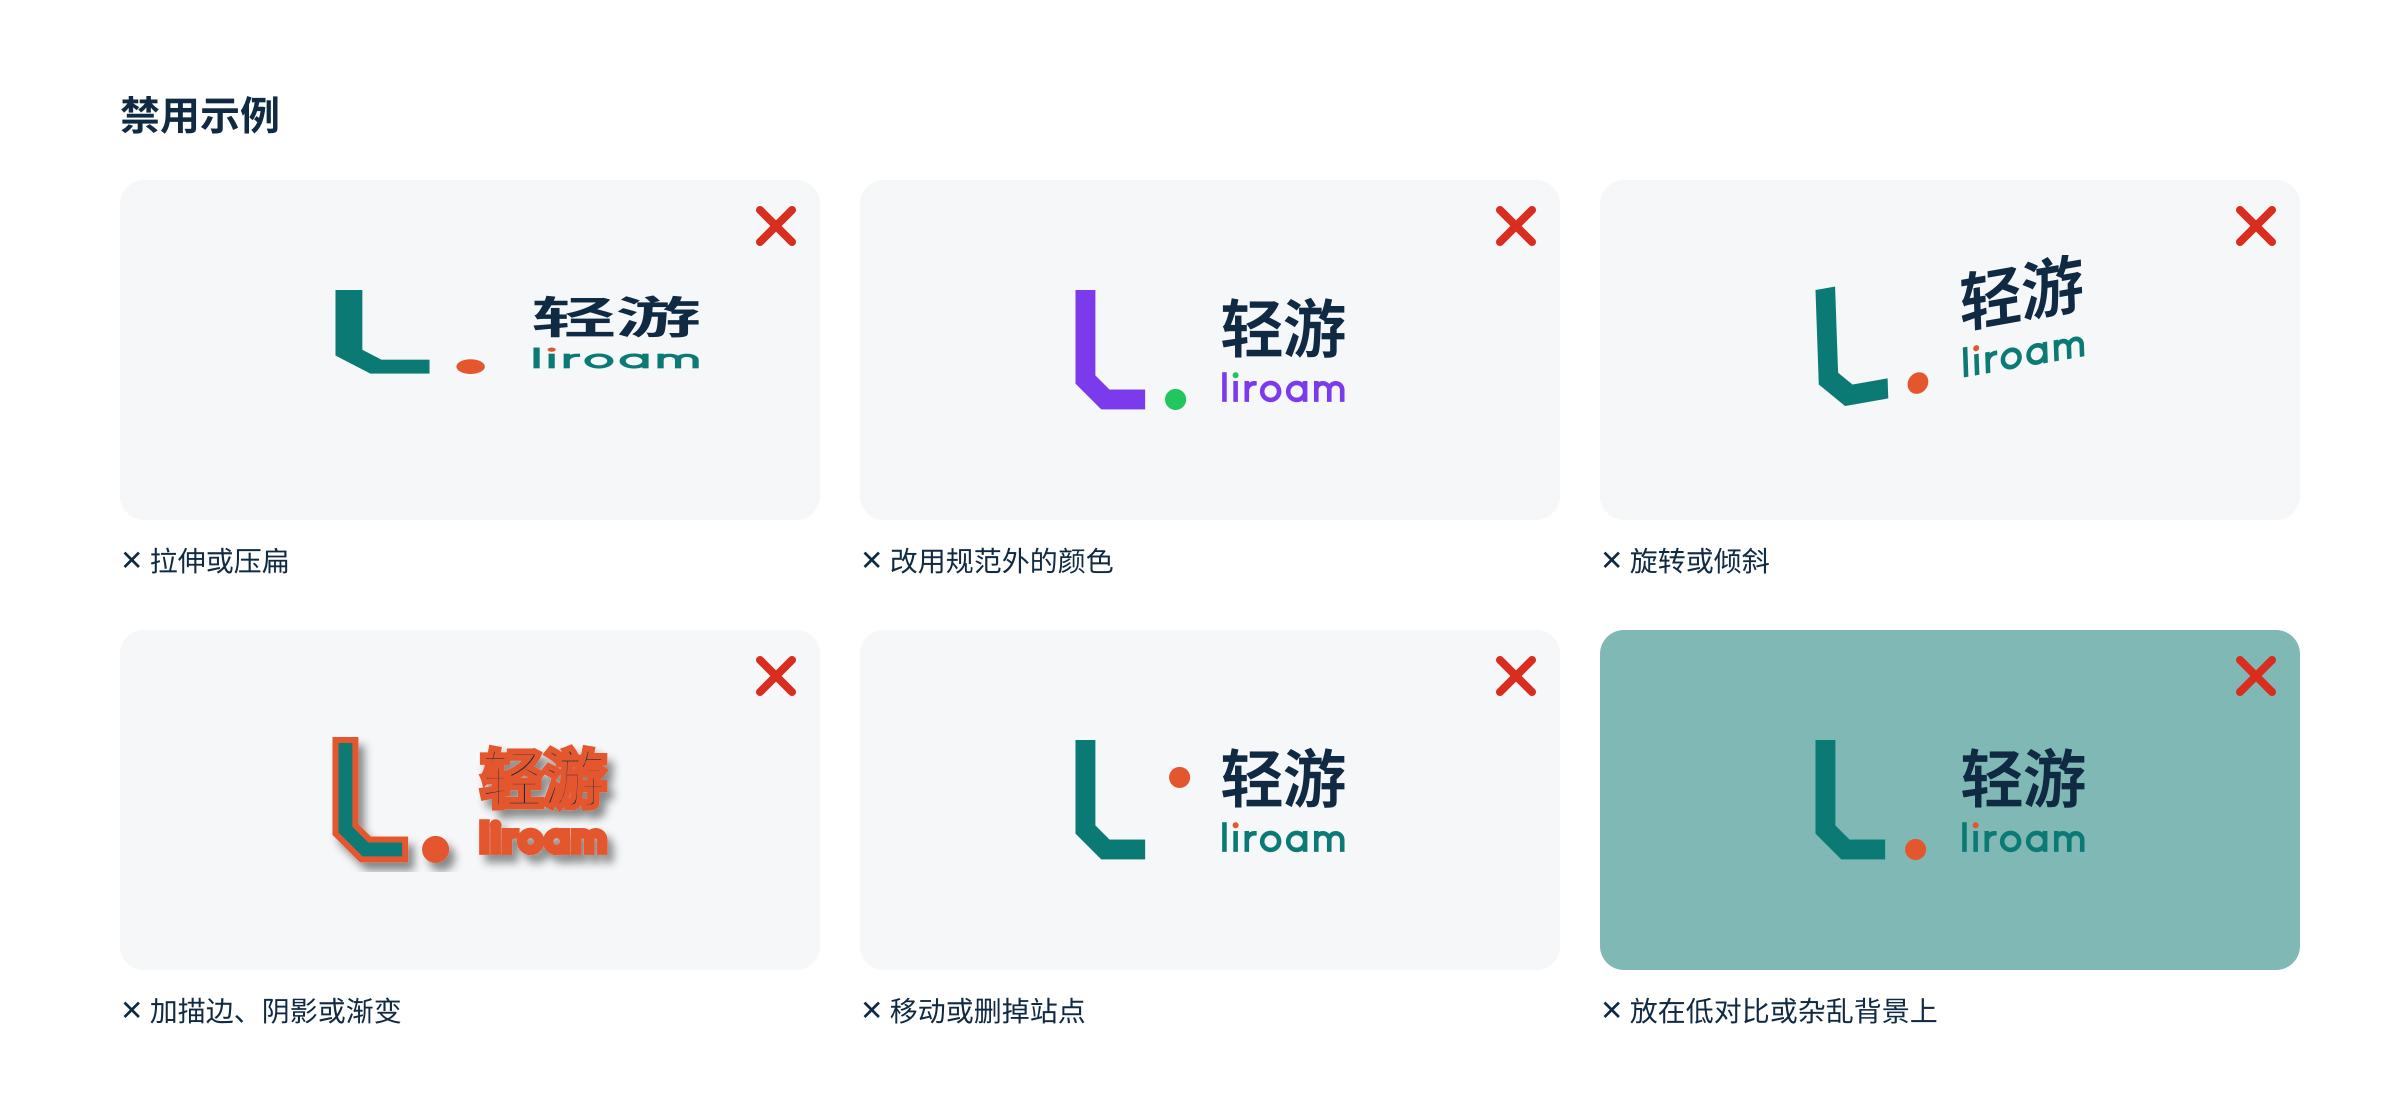 禁用示例
轻游
liroam
轻游
liroam
轻游
liroam
✕ 拉伸或压扁
✕ 改用规范外的颜色
✕ 旋转或倾斜
轻游
liroam
轻游
liroam
轻游
liroam
✕ 加描边、阴影或渐变
✕ 移动或删掉站点
✕ 放在低对比或杂乱背景上